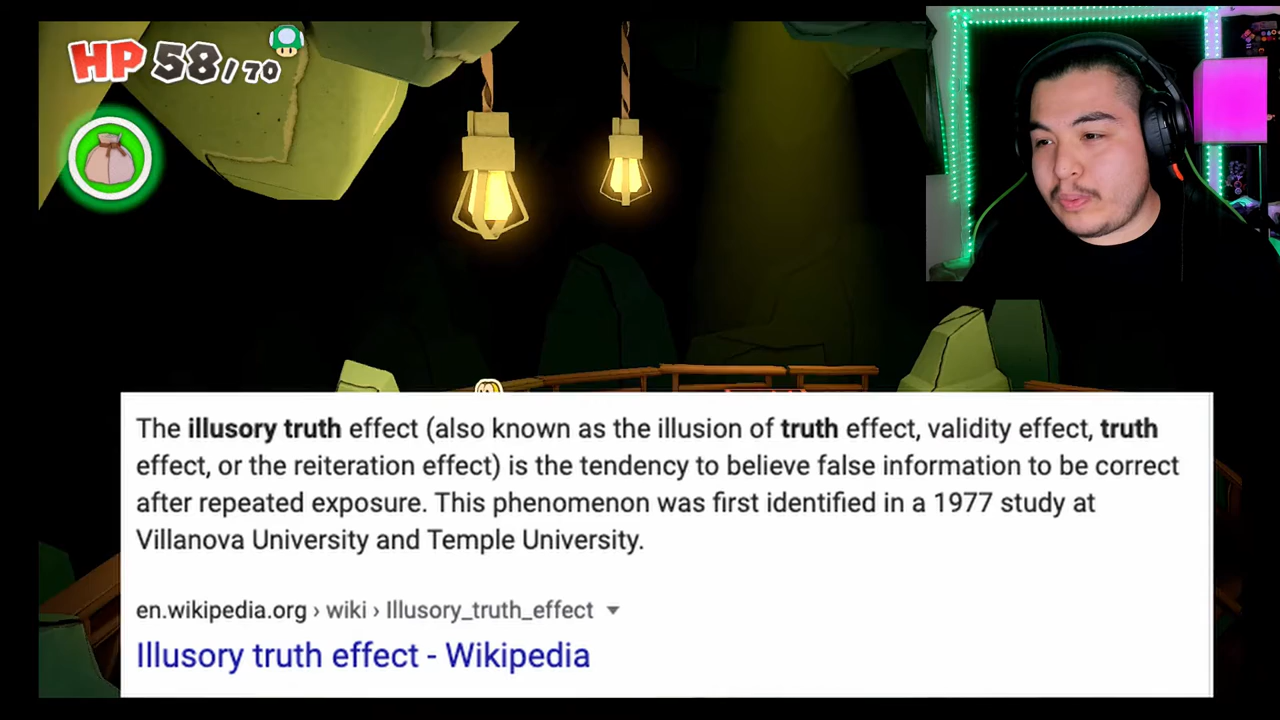 HP 58/70
The illusory truth effect (also known as the illusion of truth effect, validity effect, truth
effect, or the reiteration effect) is the tendency to believe false information to be correct
after repeated exposure. This phenomenon was first identified in a 1977 study at
Villanova University and Temple University.
en.wikipedia.org › wiki › Illusory_truth_effect
Illusory truth effect - Wikipedia